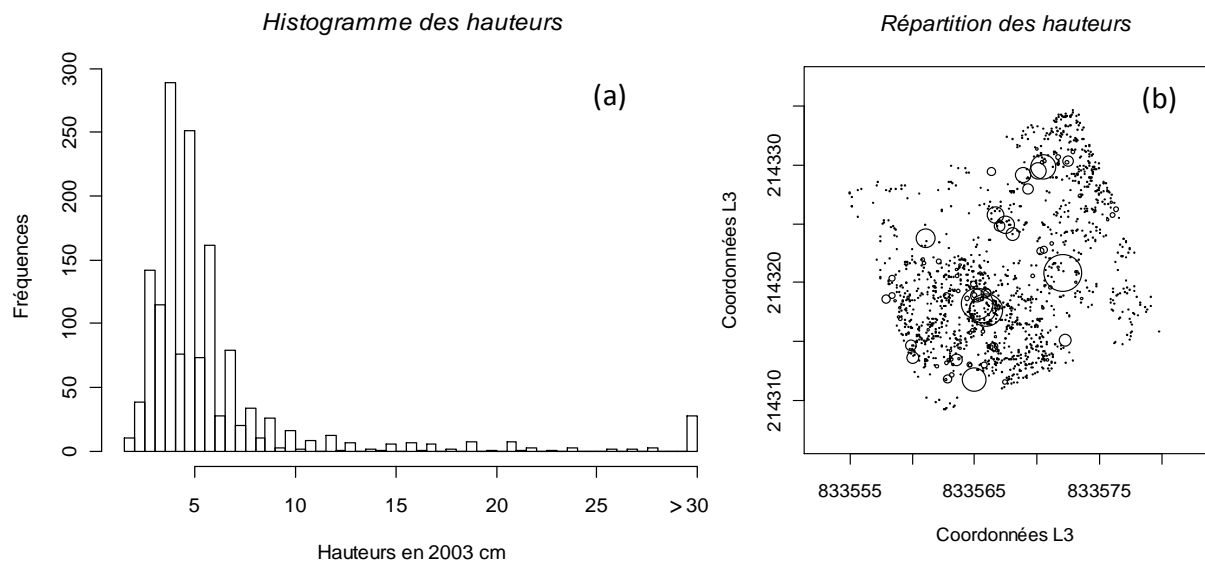 Histogramme des hauteurs
(a)
Fréquences
300
250
200
150
100
50
0
5 10 15 20 25 >30
Hauteurs en 2003 cm
Répartition des hauteurs
(b)
Coordonnées L3
214330
214320
214310
833555 833565 833575
Coordonnées L3